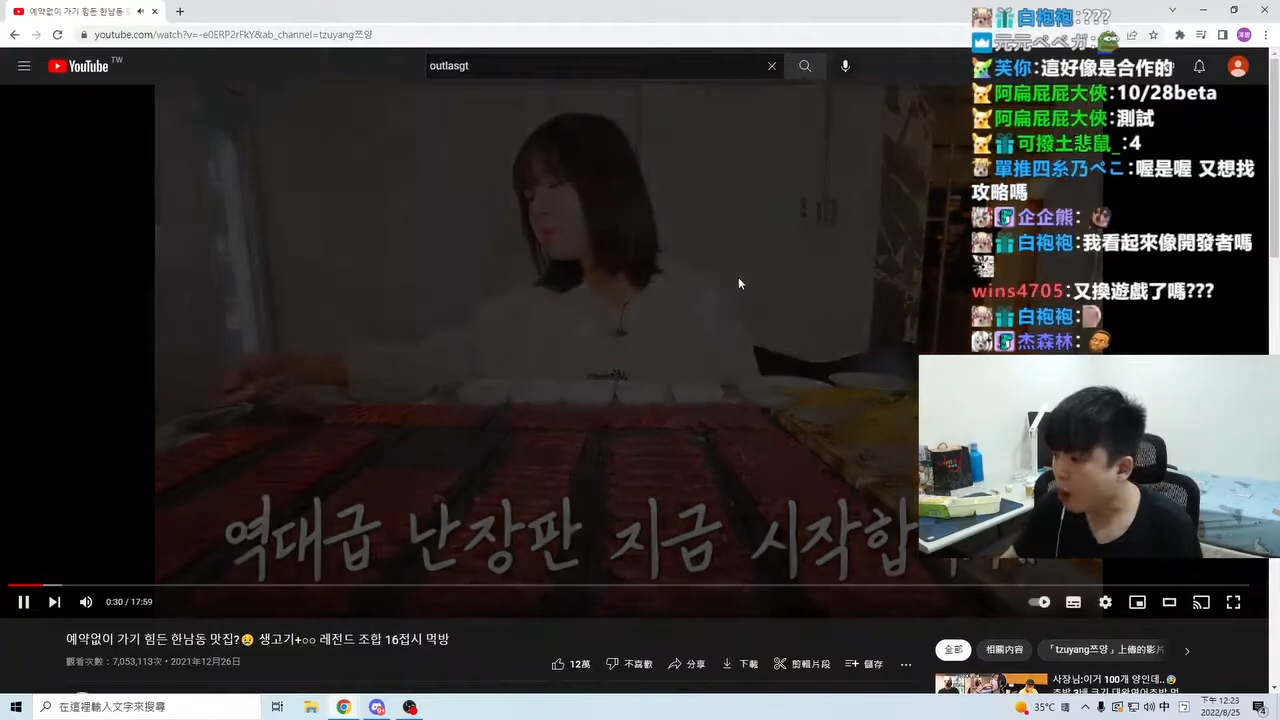 예약없이 가기 힘든 한남동
白袍袍:???
youtube.com/watch?v=-e0ERP2rFkY&ab_chan
元元ペペガ:
YouTube TW
outlasgt
芙你:這好像是合作的
阿扁屁屁大俠:10/28beta
阿扁屁屁大俠:測試
可撥土悲鼠_:4
單推四糸乃ペこ:喔是喔 又想找
攻略嗎
企企熊:
白袍袍:我看起來像開發者嗎
wins4705:又換遊戲了嗎???
白袍袍:
杰森林:
역대급 난장판 지금 시작합
0:30 / 17:59
예약없이 가기 힘든 한남동 맛집?😥 생고기+○○ 레전드 조합 16접시 먹방
觀看次數:7,053,113次•2021年12月26日
12萬
不喜歡
分享
下載
剪輯片段
儲存
全部
相關內容
「tzuyang쯔양」上傳的影片
사장님:이거 100개 양인데..😰
在這裡輸入文字來搜尋
35°C 晴
中
下午 12:23
2022/8/25
4